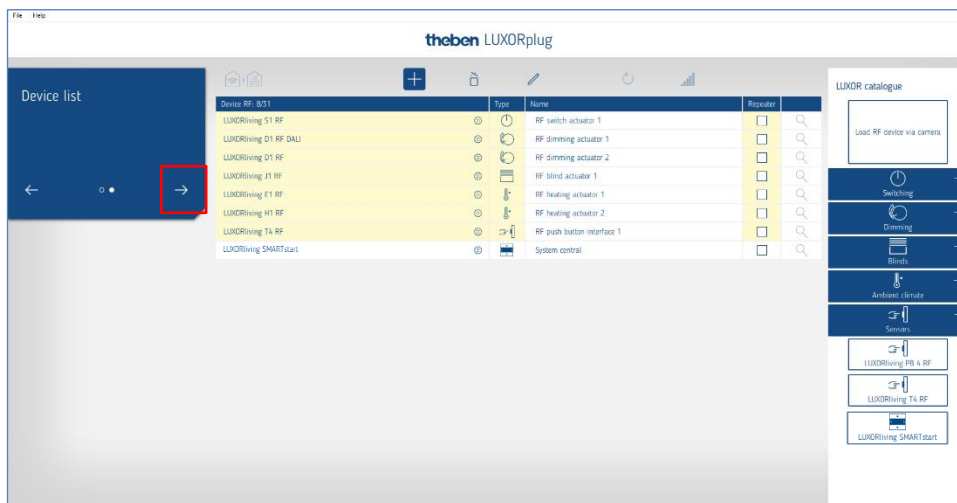 File Help
theben LUXORplug
Device list
Device RF: 8/31 Type Name Repeater
LUXORliving S1 RF RF switch actuator 1
LUXORliving D1 RF DALI RF dimming actuator 1
LUXORliving D1 RF RF dimming actuator 2
LUXORliving J1 RF RF blind actuator 1
LUXORliving E1 RF RF heating actuator 1
LUXORliving H1 RF RF heating actuator 2
LUXORliving T4 RF RF push button interface 1
LUXORliving SMARTstart System central
LUXOR catalogue
Load RF device via camera
Switching
Dimming
Blinds
Ambient climate
Sensors
LUXORliving PB 4 RF
LUXORliving T4 RF
LUXORliving SMARTstart